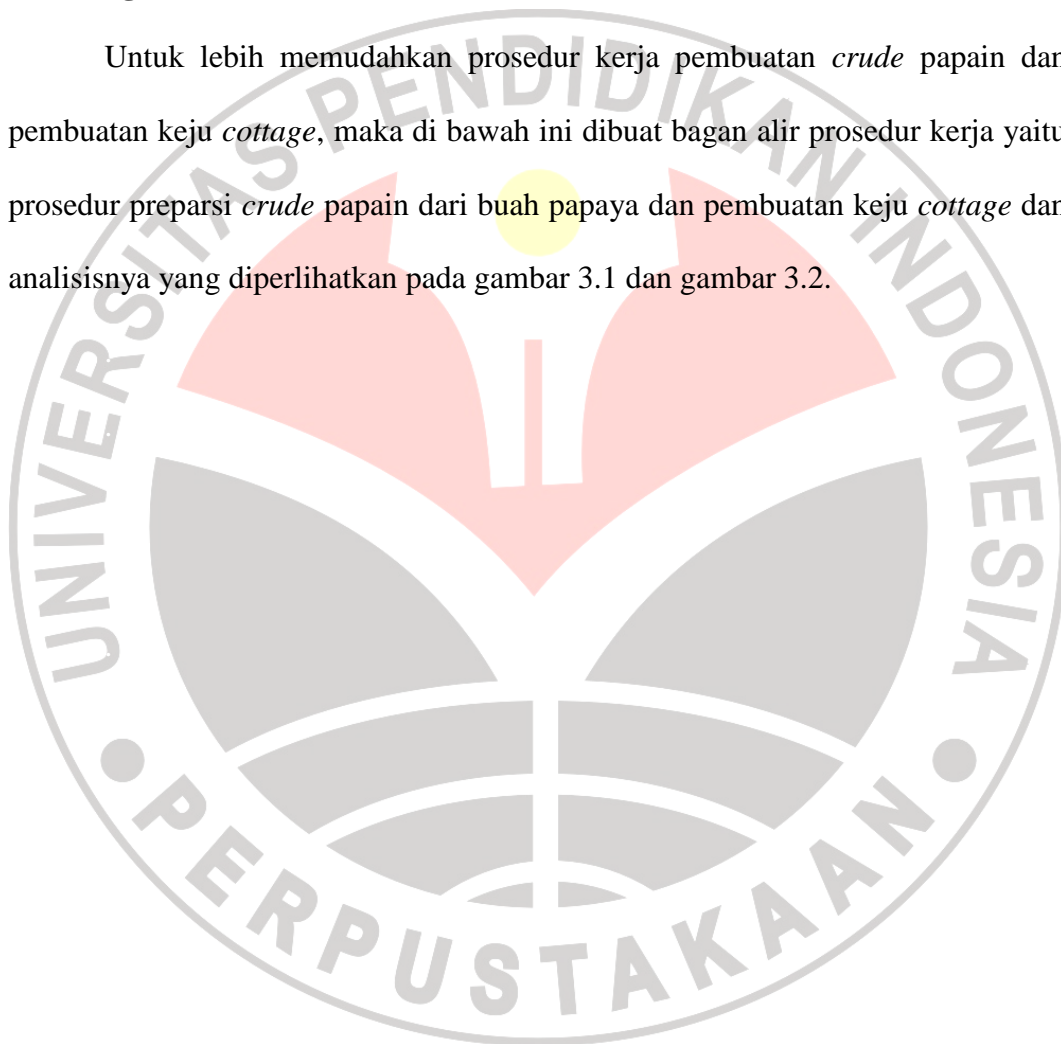 Untuk lebih memudahkan prosedur kerja pembuatan crude papain dan
pembuatan keju cottage, maka di bawah ini dibuat bagan alir prosedur kerja yaitu
prosedur preparsi crude papain dari buah papaya dan pembuatan keju cottage dan
analisisnya yang diperlihatkan pada gambar 3.1 dan gambar 3.2.
UNIVERSITAS PENDIDIKAN INDONESIA
PERPUSTAKAAN